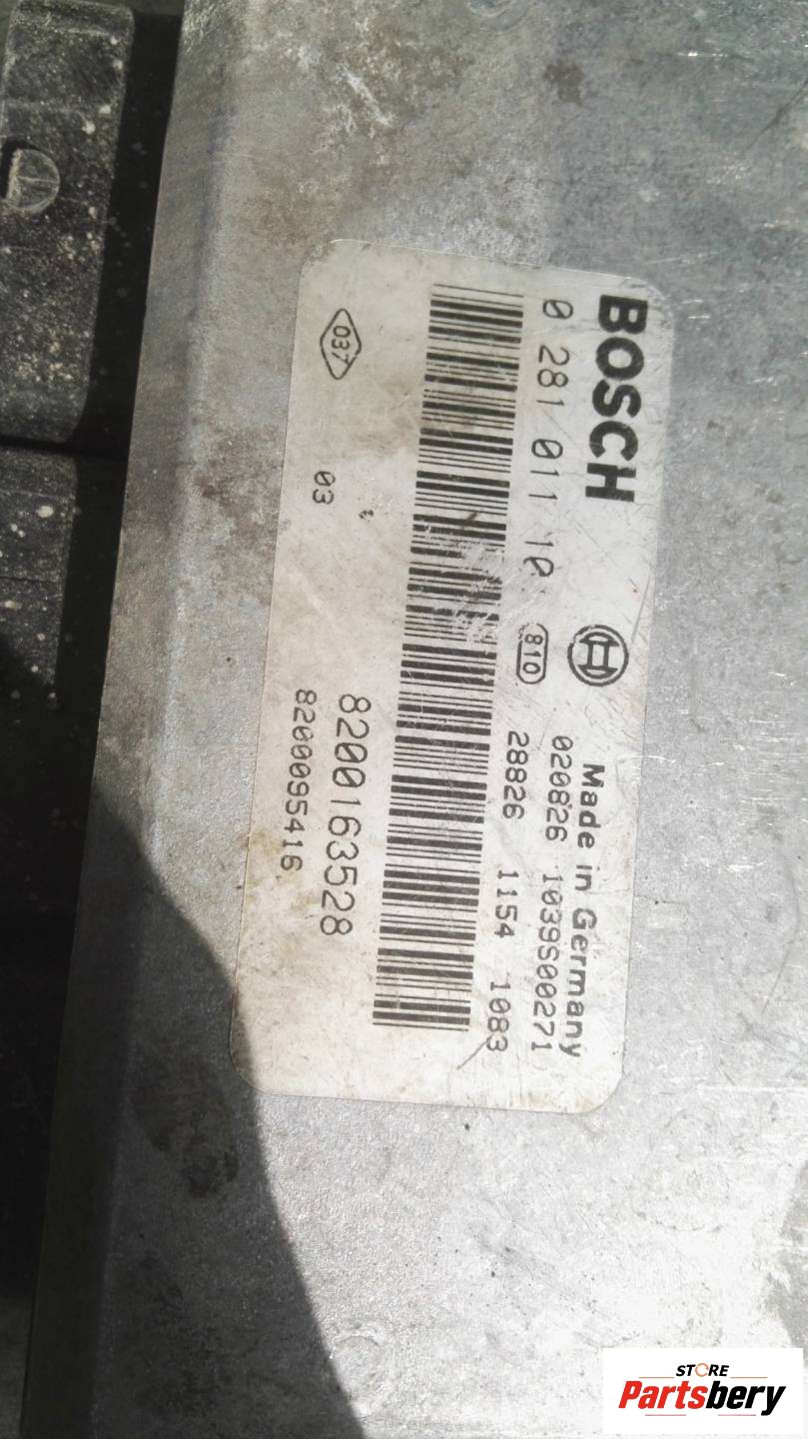 BOSCH
0 281 011 10
810
Made in Germany
020826 1039S00271
28826 1154 1083
8200163528
8200095416
037
03
STORE
Partsbery